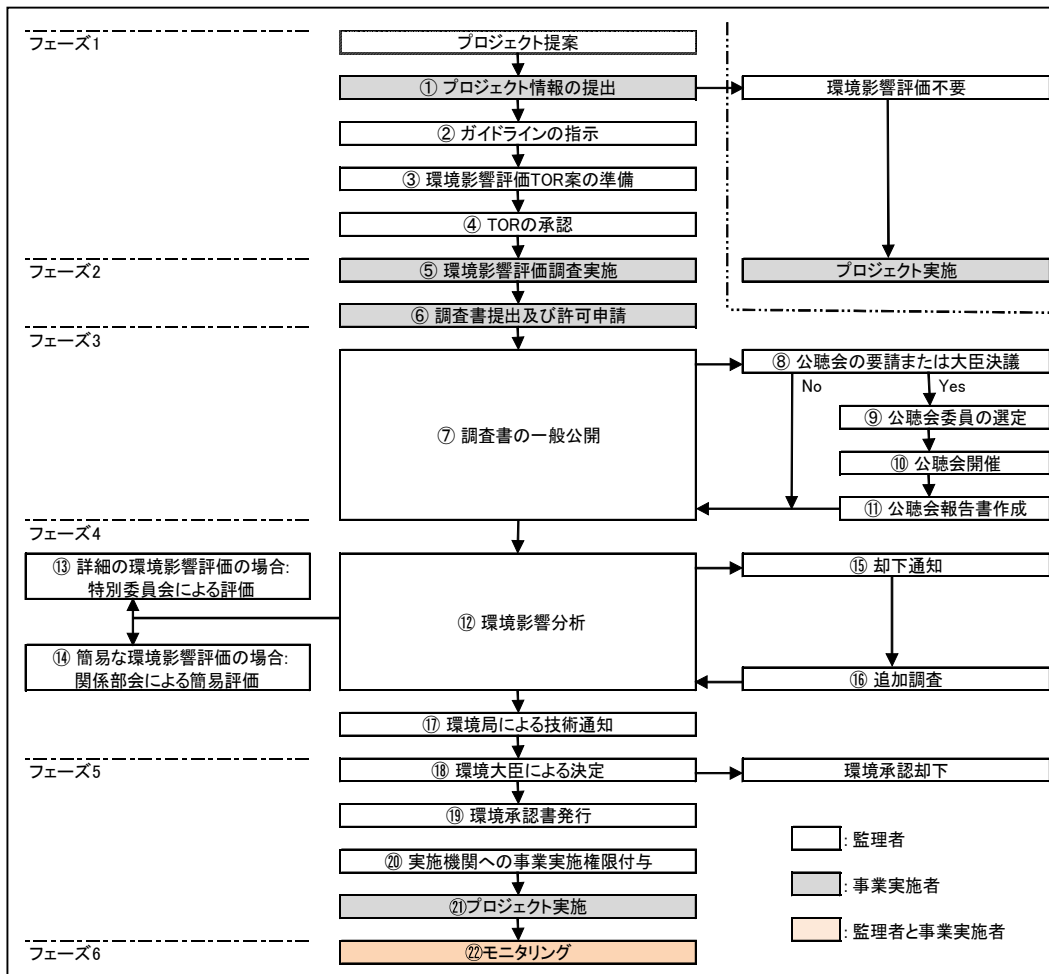 フェーズ1
プロジェクト提案
① プロジェクト情報の提出
環境影響評価不要
② ガイドラインの指示
③ 環境影響評価TOR案の準備
④ TORの承認
フェーズ2
⑤ 環境影響評価調査実施
プロジェクト実施
⑥ 調査書提出及び許可申請
フェーズ3
⑦ 調査書の一般公開
⑧ 公聴会の要請または大臣決議
No
Yes
⑨ 公聴会委員の選定
⑩ 公聴会開催
⑪ 公聴会報告書作成
フェーズ4
⑬ 詳細の環境影響評価の場合:
特別委員会による評価
⑫ 環境影響分析
⑮ 却下通知
⑭ 簡易な環境影響評価の場合:
関係部会による簡易評価
⑯ 追加調査
⑰ 環境局による技術通知
フェーズ5
⑱ 環境大臣による決定
環境承認却下
⑲ 環境承認書発行
⑳ 実施機関への事業実施権限付与
㉑プロジェクト実施
フェーズ6
㉒モニタリング
: 監理者
: 事業実施者
: 監理者と事業実施者